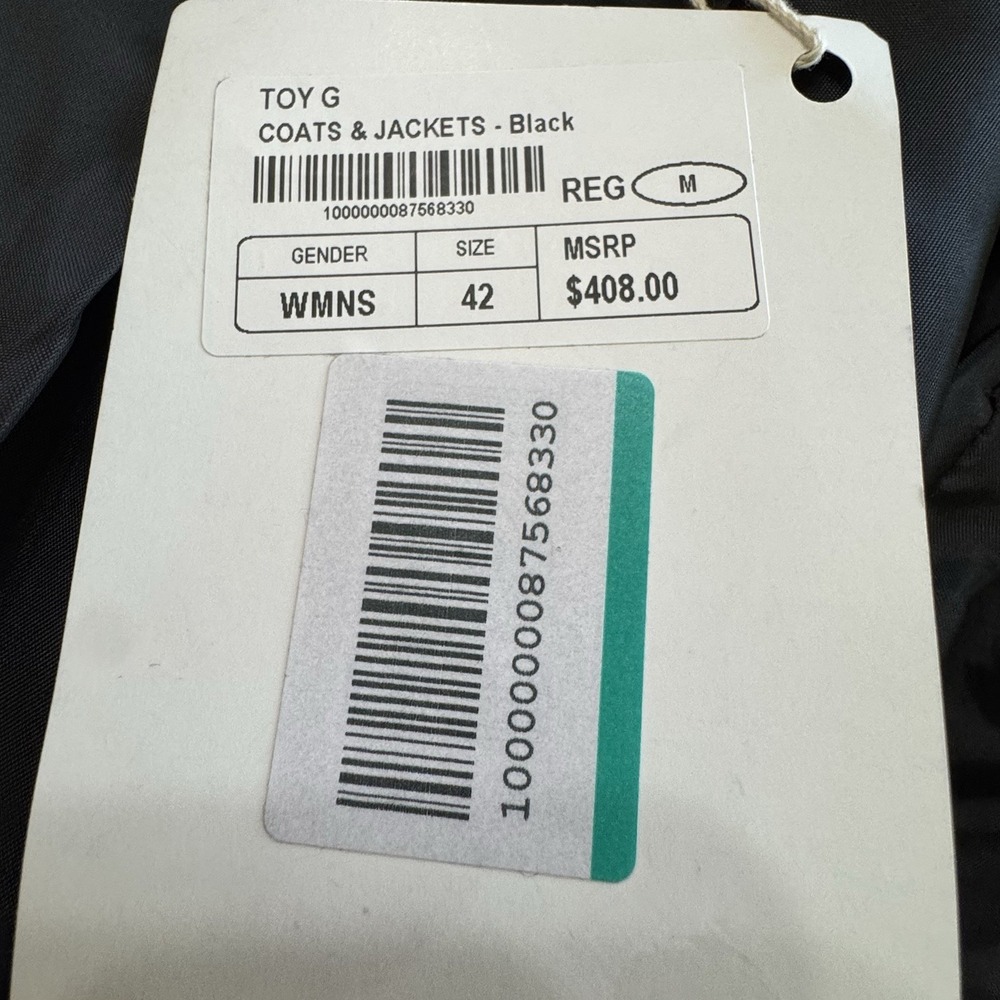 TOY G
COATS & JACKETS - Black
1000000087568330
REG M
GENDER SIZE MSRP
WMNS 42 $408.00
1000000087568330